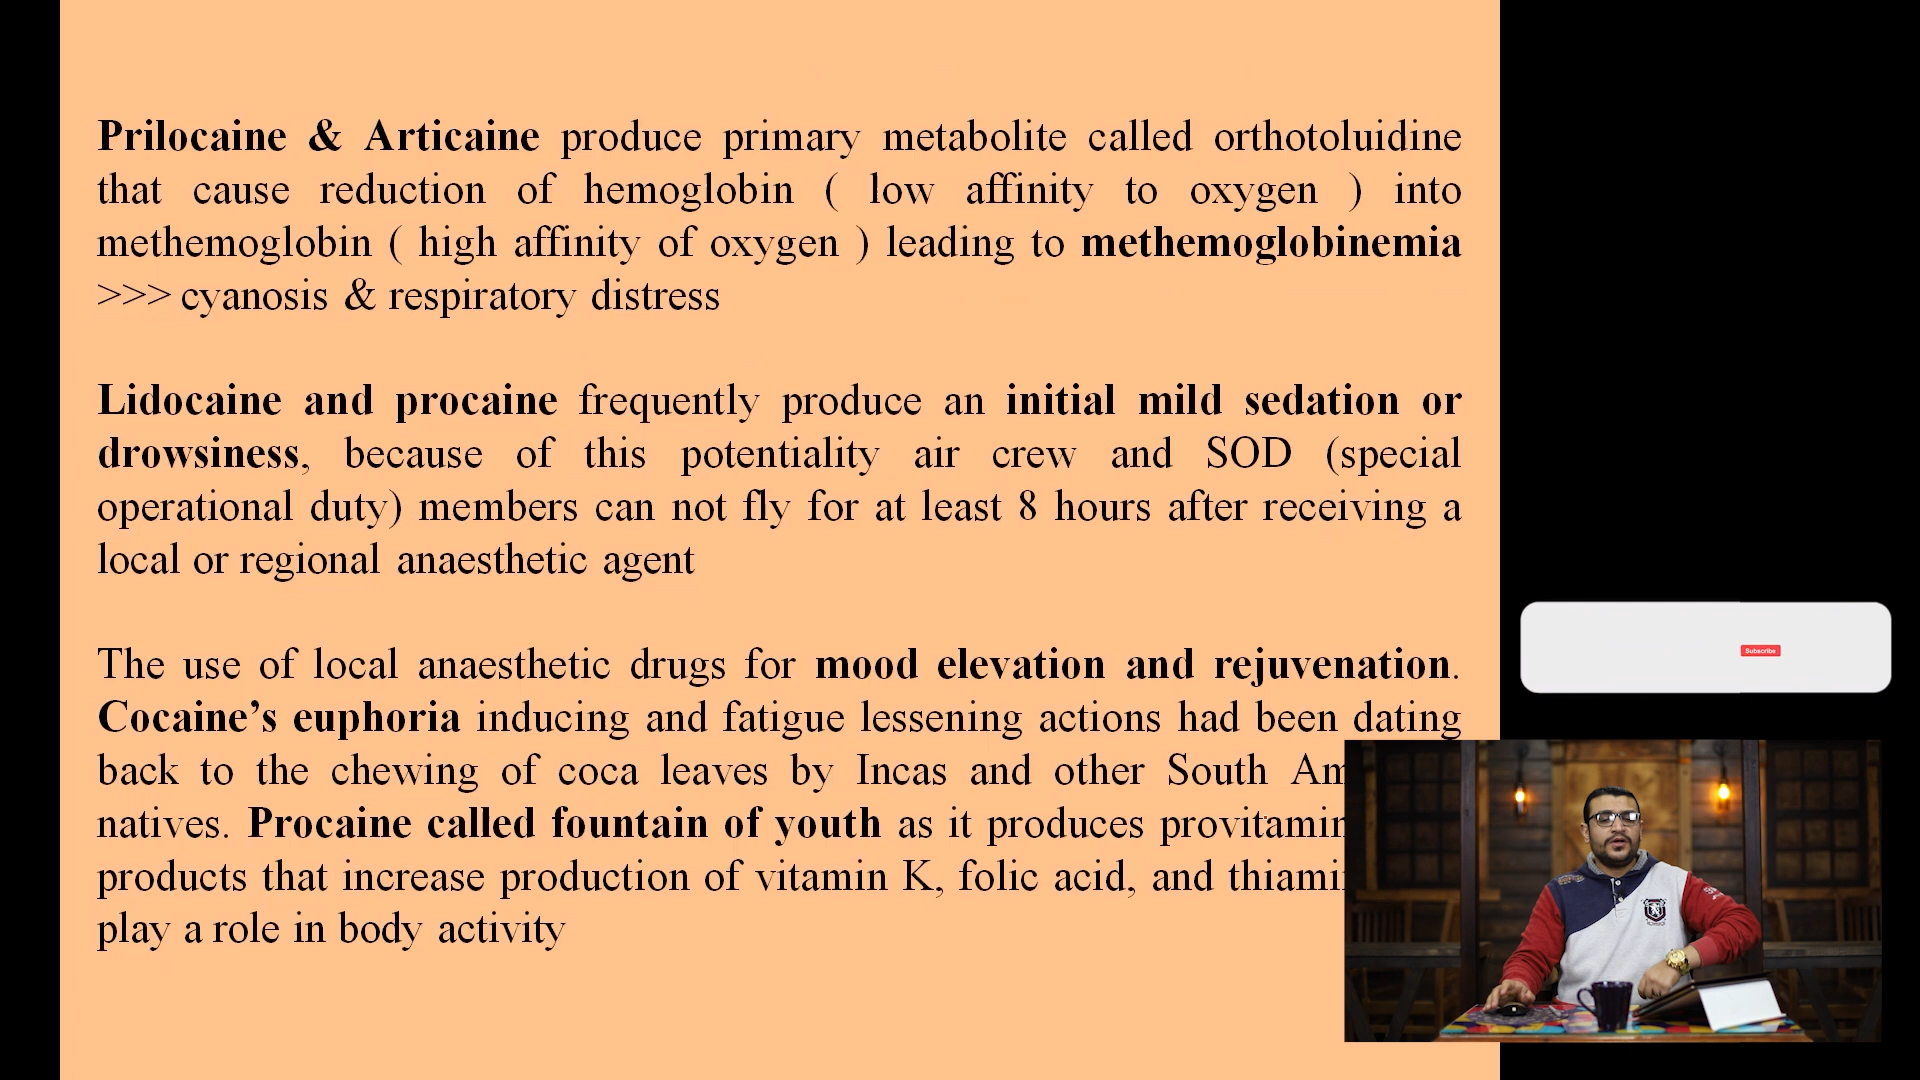 Prilocaine & Articaine produce primary metabolite called orthotoluidine
that cause reduction of hemoglobin ( low affinity to oxygen ) into
methemoglobin ( high affinity of oxygen ) leading to methemoglobinemia
>>> cyanosis & respiratory distress
Lidocaine and procaine frequently produce an initial mild sedation or
drowsiness, because of this potentiality air crew and SOD (special
operational duty) members can not fly for at least 8 hours after receiving a
local or regional anaesthetic agent
The use of local anaesthetic drugs for mood elevation and rejuvenation.
Cocaine’s euphoria inducing and fatigue lessening actions had been dating
back to the chewing of coca leaves by Incas and other South
natives. Procaine called fountain of youth as it produces provitamin
products that increase production of vitamin K, folic acid, and
play a role in body activity
Subscribe